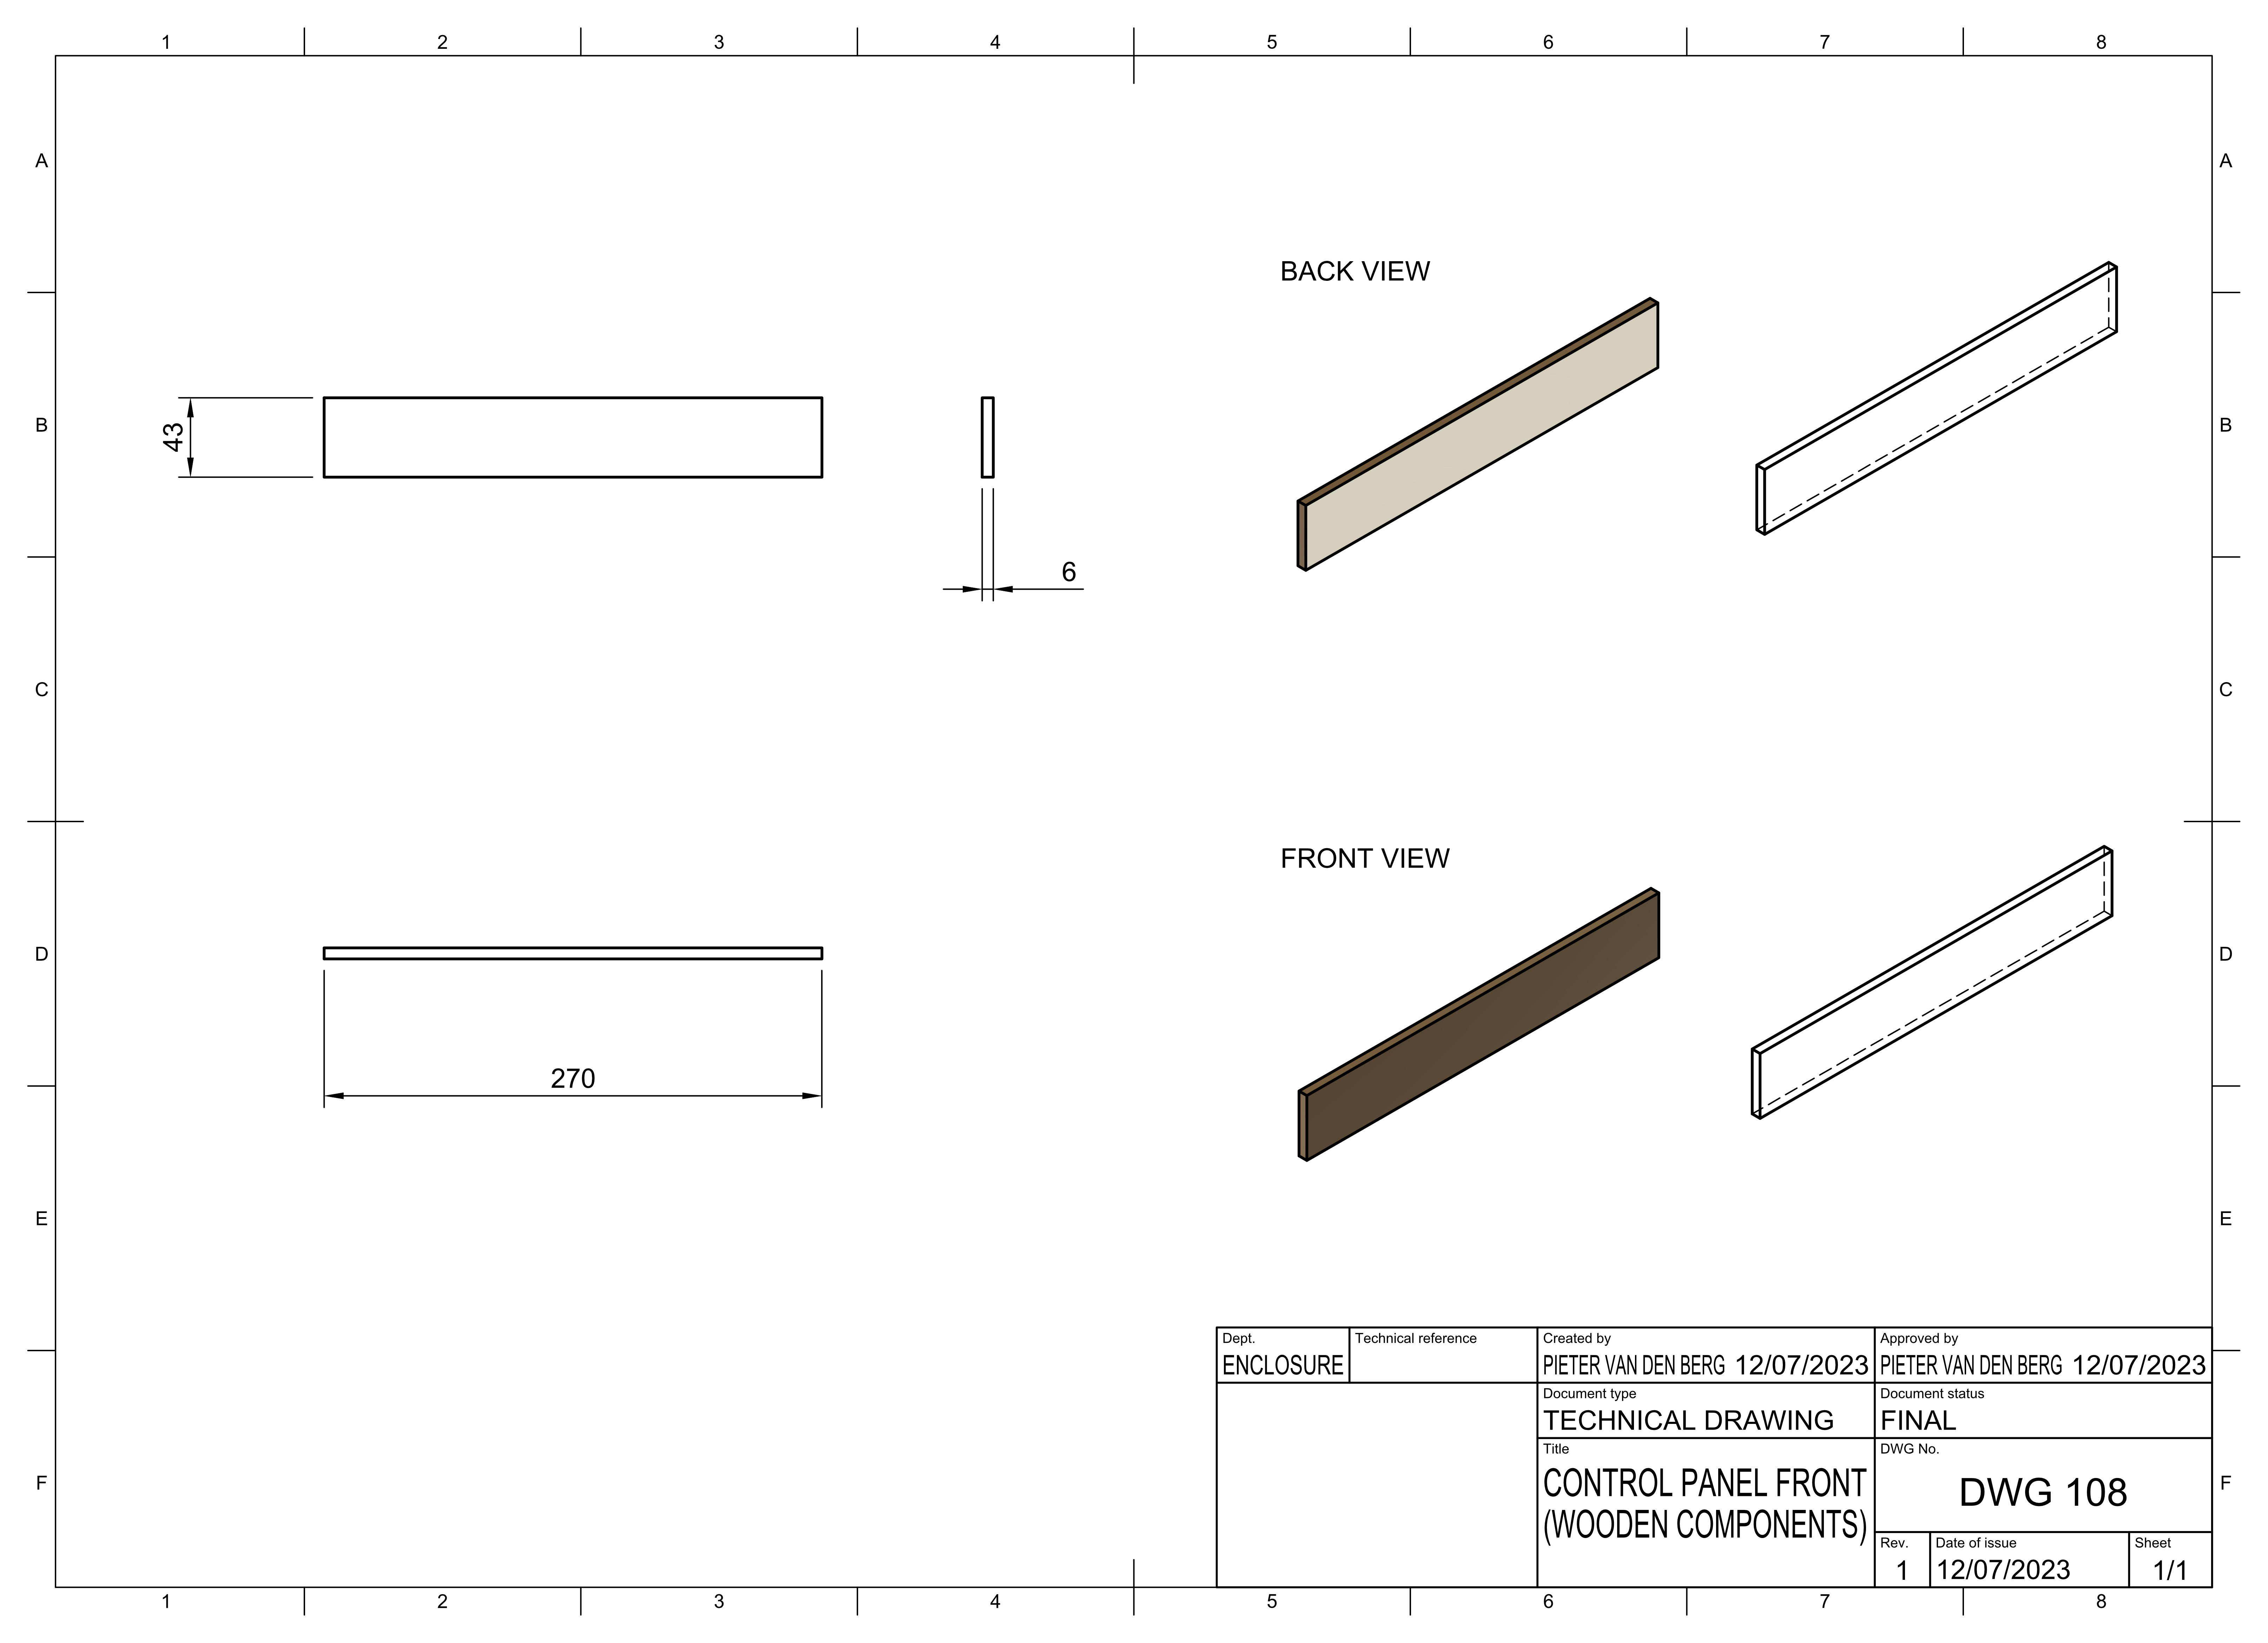 1 2 3 4 5 6 7 8
A A
BACK VIEW
B B
43
6
C C
FRONT VIEW
D D
270
E E
Dept. Technical reference Created by Approved by
ENCLOSURE PIETER VAN DEN BERG 12/07/2023 PIETER VAN DEN BERG 12/07/2023
Document type Document status
TECHNICAL DRAWING FINAL
Title DWG No.
CONTROL PANEL FRONT
(WOODEN COMPONENTS)
DWG 108
F F
Rev. Date of issue Sheet
1 12/07/2023 1/1
1 2 3 4 5 6 7 8